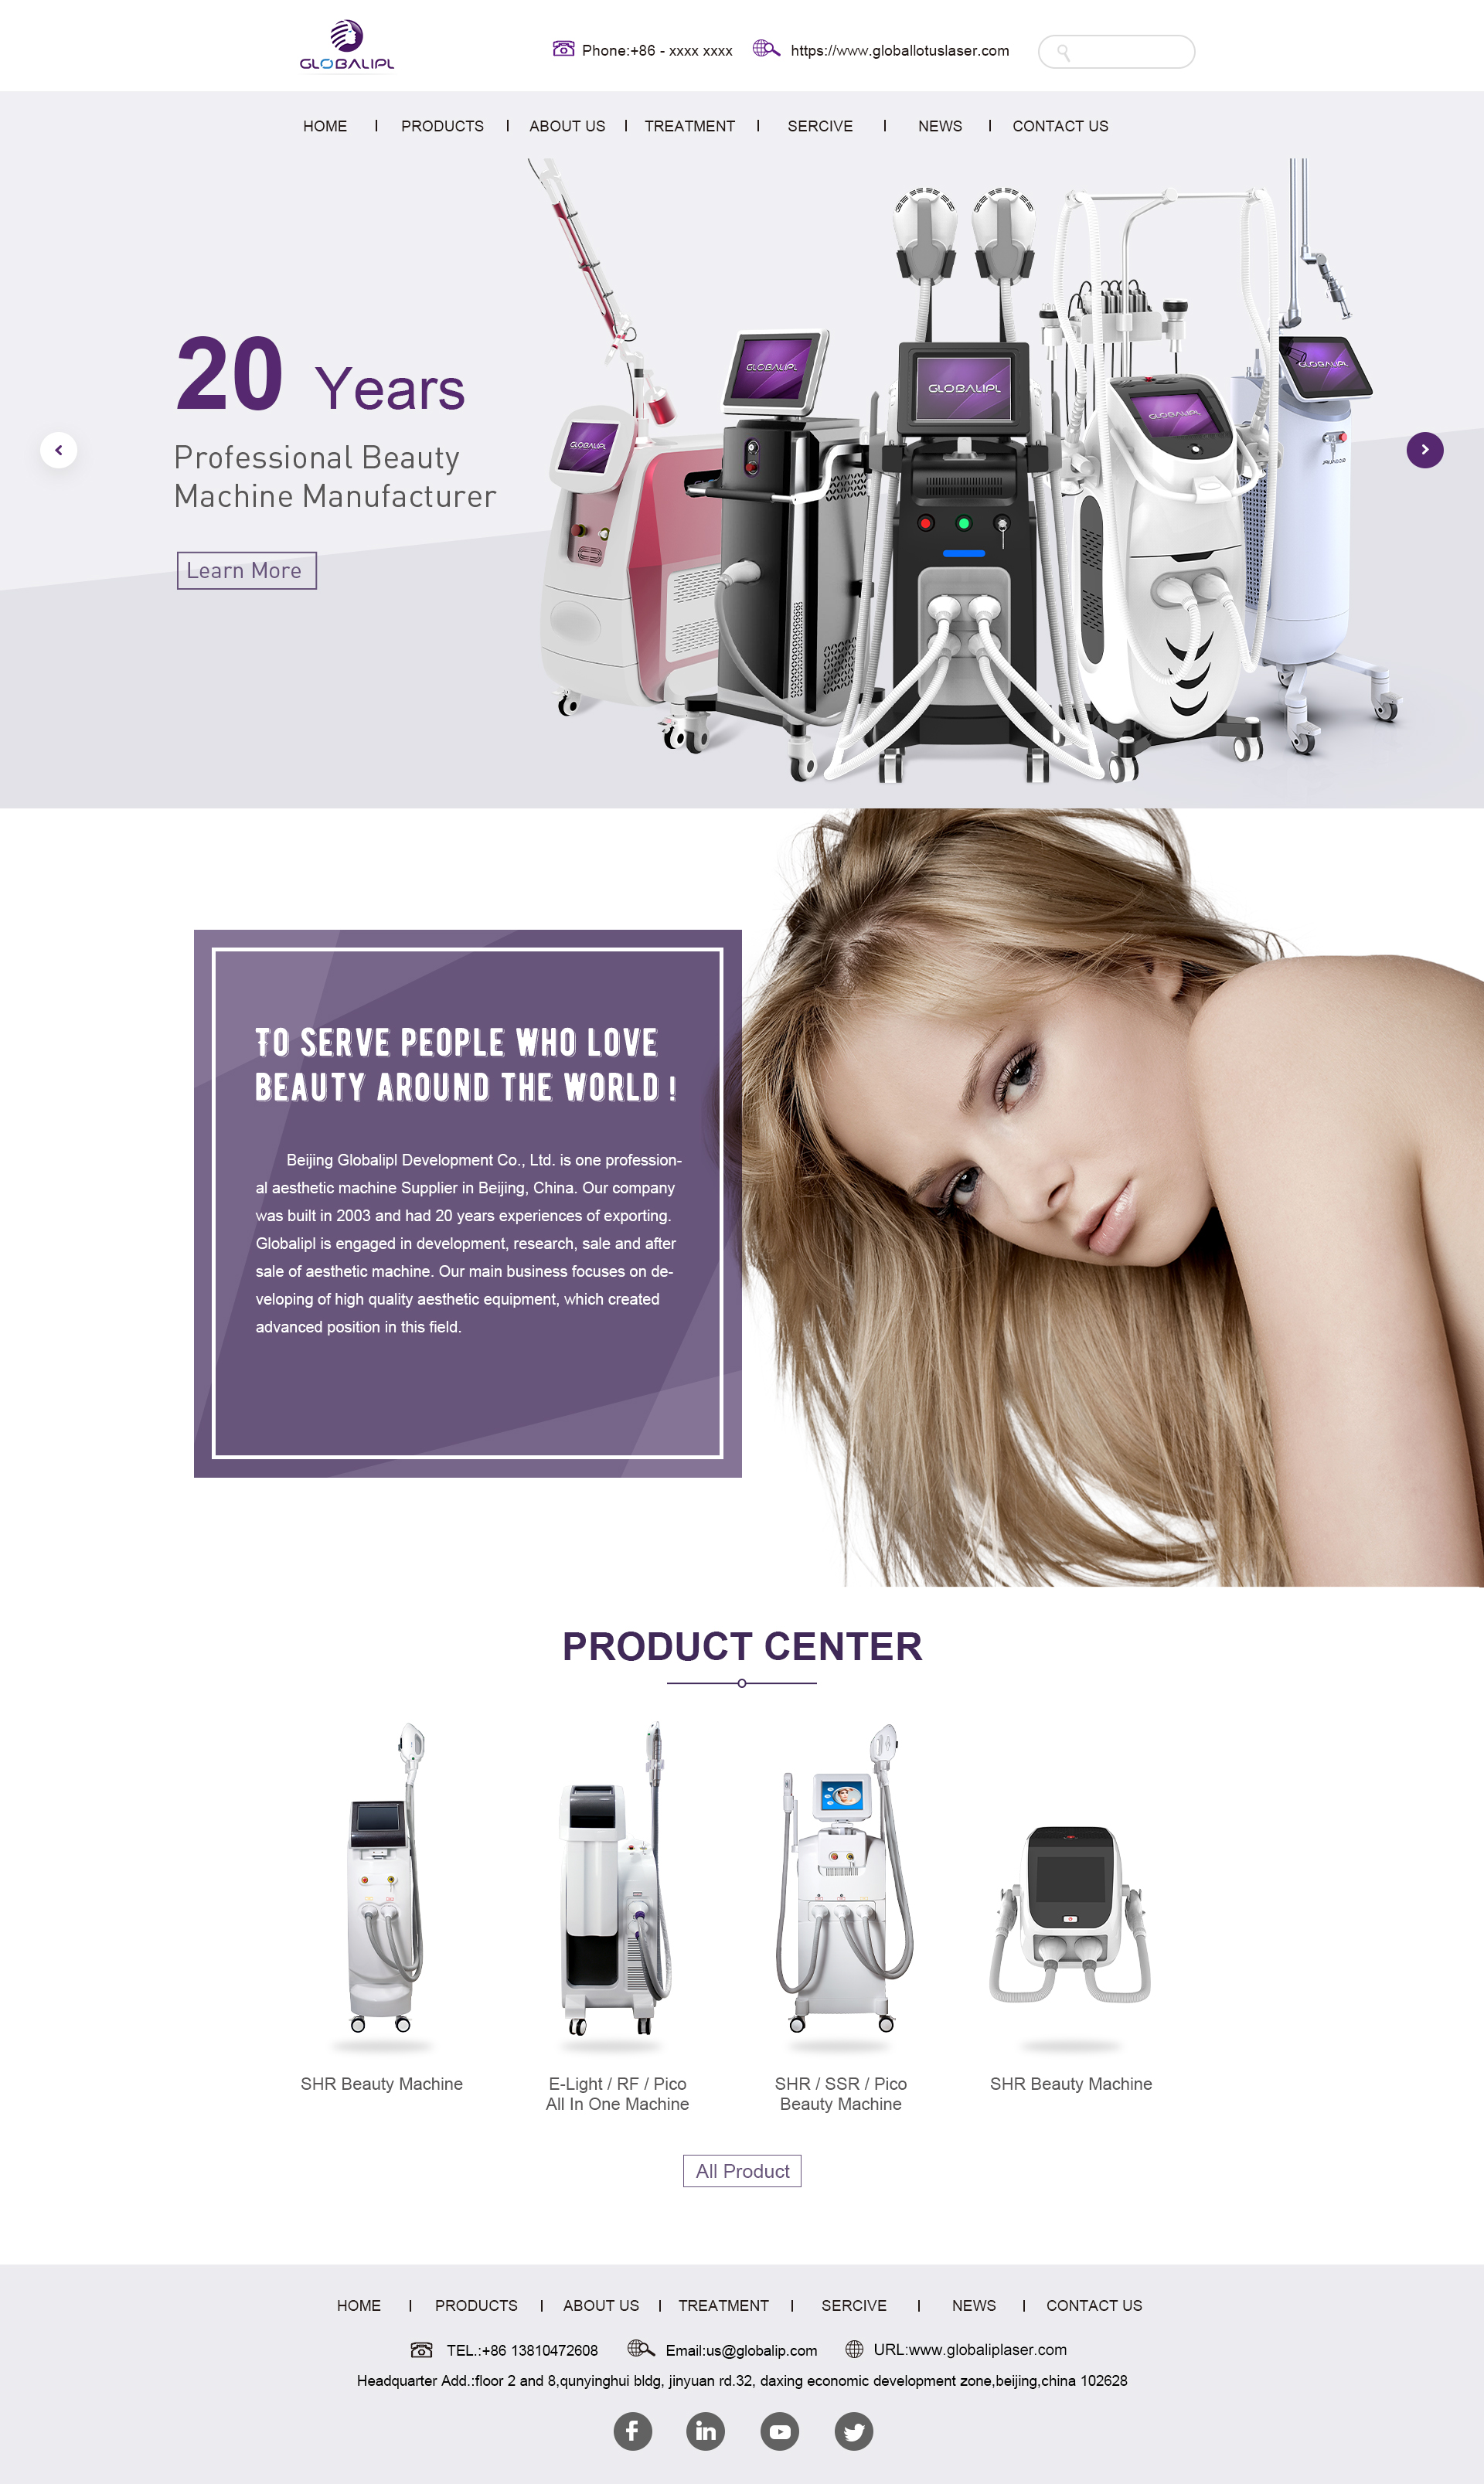 GLOBALIPL
Phone:+86 - xxxx xxxx
https://www.globallotuslaser.com
HOME
PRODUCTS
ABOUT US
TREATMENT
SERCIVE
NEWS
CONTACT US
20 Years
Professional Beauty
Machine Manufacturer
Learn More
GLOBALIPL
GLOBALIPL
GLOBALIPL
GLOBALIPL
GLOBALIPL
TO SERVE PEOPLE WHO LOVE
BEAUTY AROUND THE WORLD !
Beijing Globalipl Development Co., Ltd. is one profession-
al aesthetic machine Supplier in Beijing, China. Our company
was built in 2003 and had 20 years experiences of exporting.
Globalipl is engaged in development, research, sale and after
sale of aesthetic machine. Our main business focuses on de-
veloping of high quality aesthetic equipment, which created
advanced position in this field.
PRODUCT CENTER
SHR Beauty Machine
E-Light / RF / Pico
All In One Machine
SHR / SSR / Pico
Beauty Machine
SHR Beauty Machine
All Product
HOME
PRODUCTS
ABOUT US
TREATMENT
SERCIVE
NEWS
CONTACT US
TEL.:+86 13810472608
Email:us@globalip.com
URL:www.globaliplaser.com
Headquarter Add.:floor 2 and 8,qunyinghui bldg, jinyuan rd.32, daxing economic development zone,beijing,china 102628